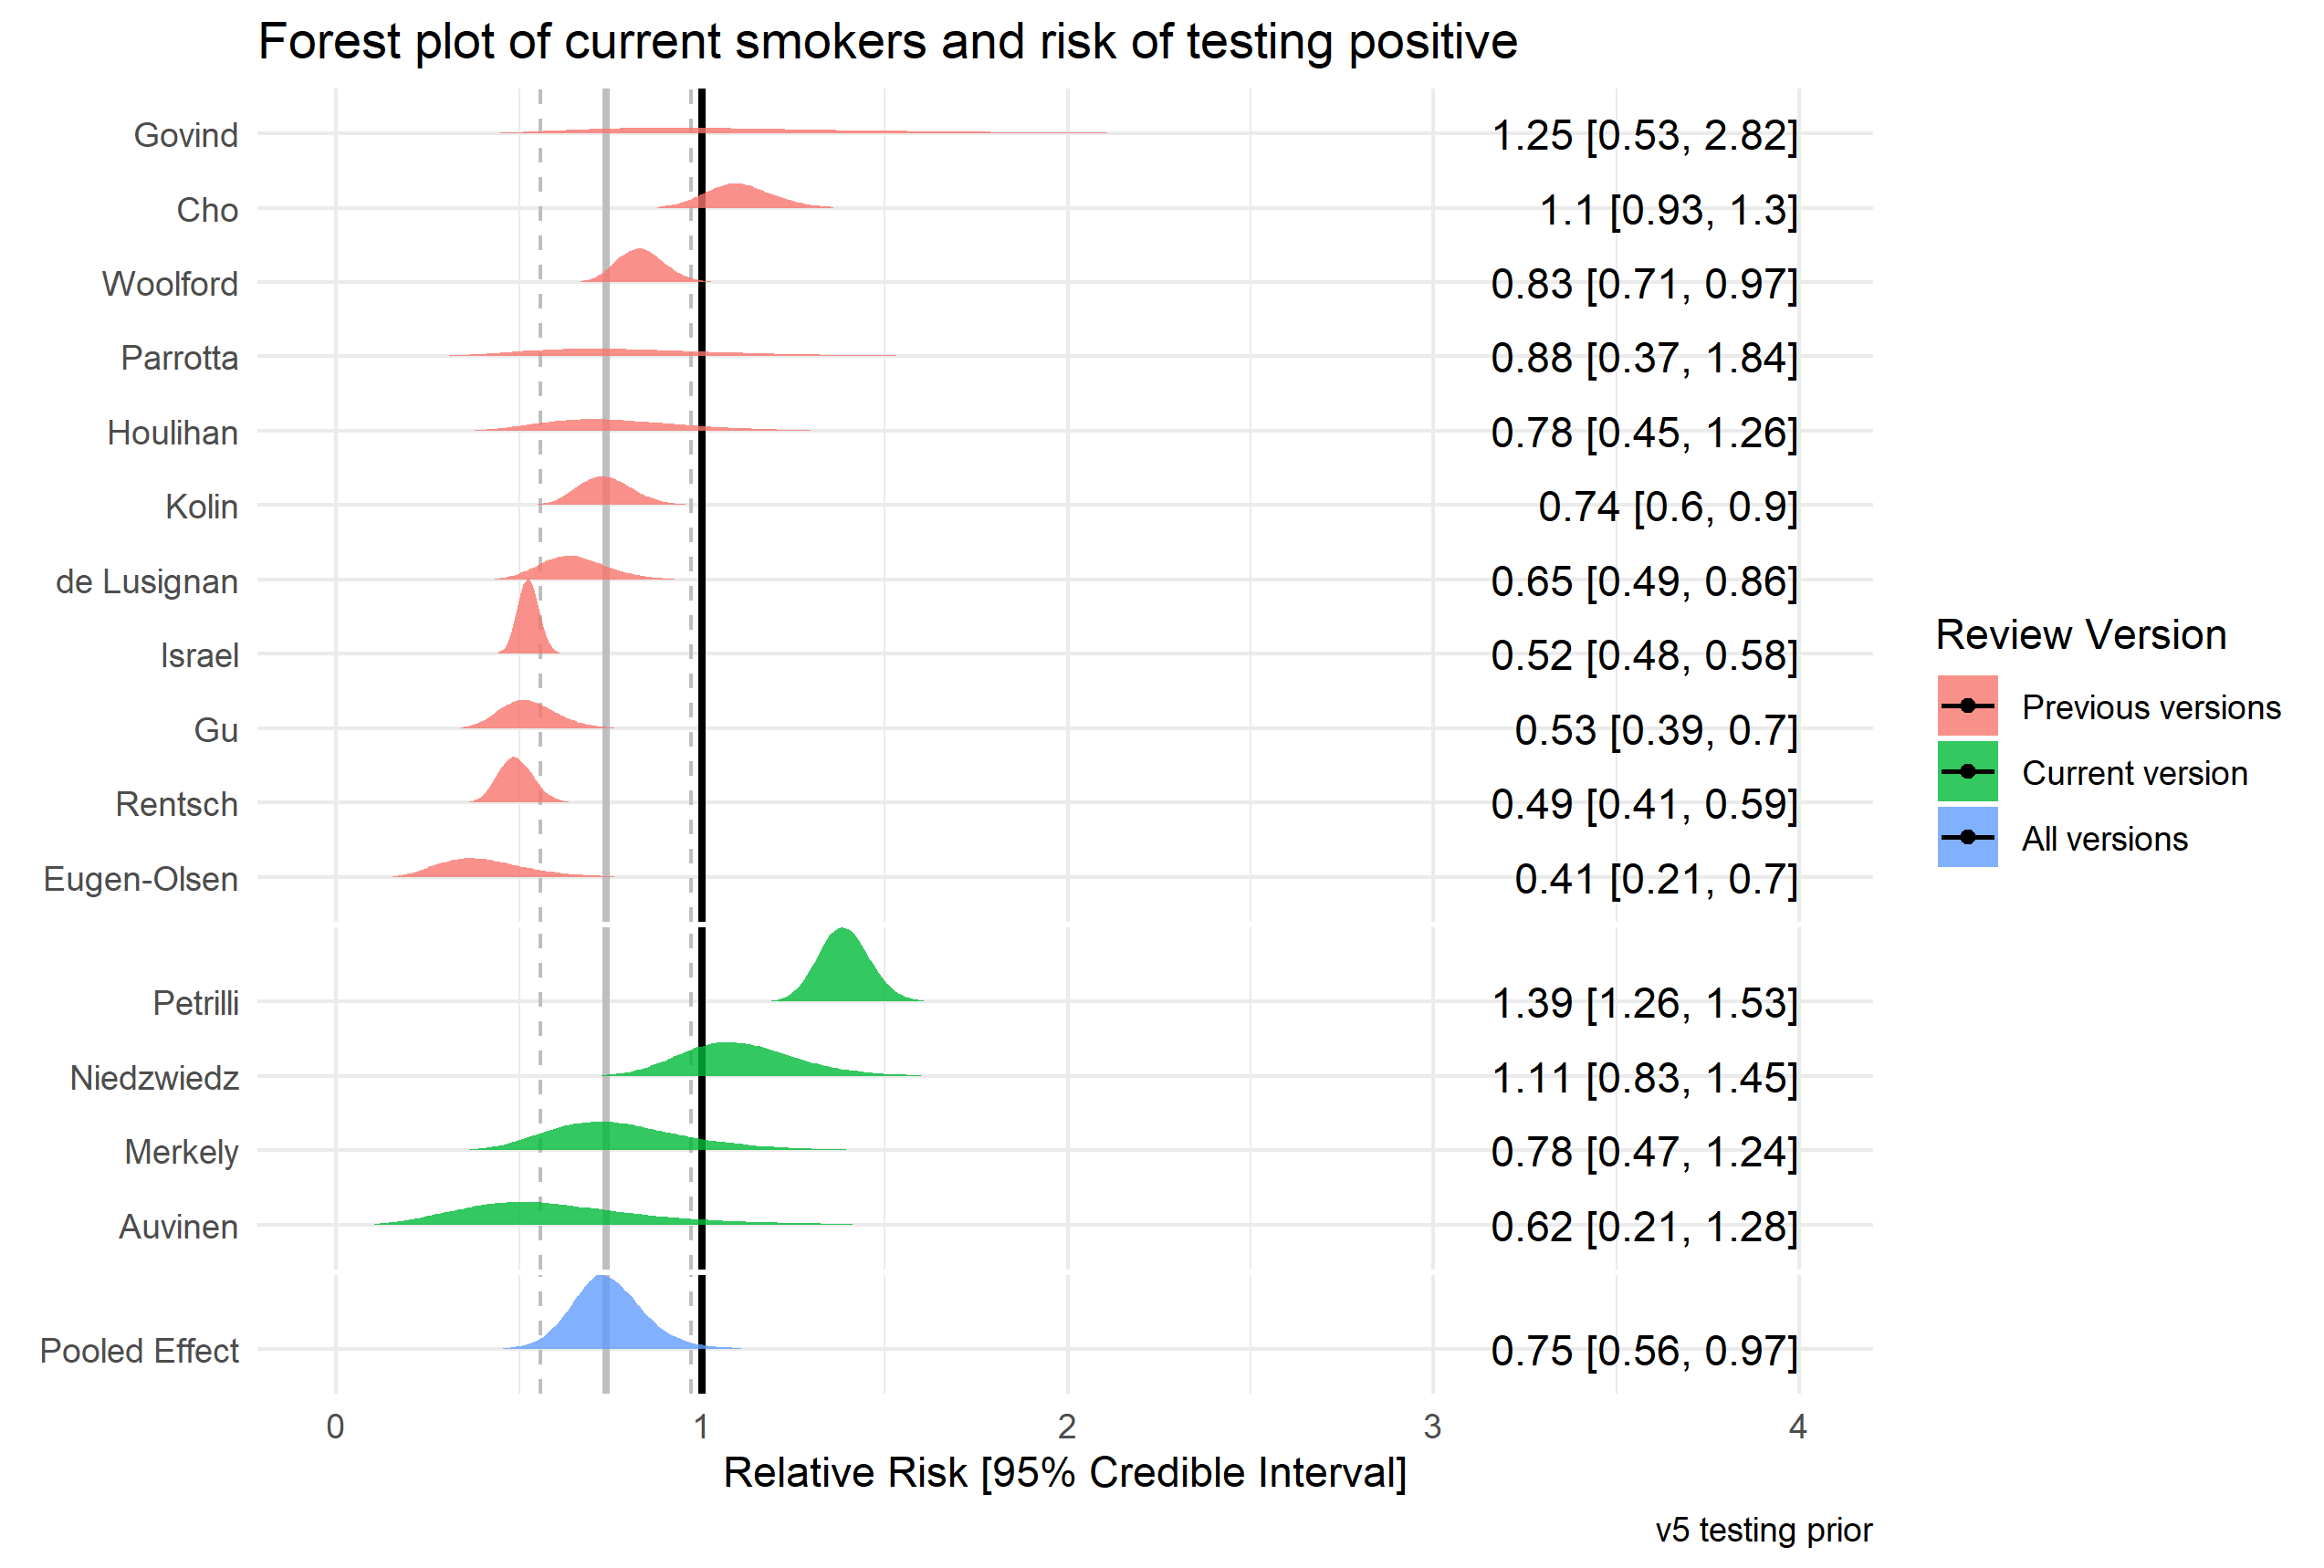 Forest plot of current smokers and risk of testing positive
Govind 1.25 [0.53, 2.82]
Cho 1.1 [0.93, 1.3]
Woolford 0.83 [0.71, 0.97]
Parrotta 0.88 [0.37, 1.84]
Houlihan 0.78 [0.45, 1.26]
Kolin 0.74 [0.6, 0.9]
de Lusignan 0.65 [0.49, 0.86]
Israel 0.52 [0.48, 0.58]
Gu 0.53 [0.39, 0.7]
Rentsch 0.49 [0.41, 0.59]
Eugen-Olsen 0.41 [0.21, 0.7]
Petrilli 1.39 [1.26, 1.53]
Niedzwiedz 1.11 [0.83, 1.45]
Merkely 0.78 [0.47, 1.24]
Auvinen 0.62 [0.21, 1.28]
Pooled Effect 0.75 [0.56, 0.97]
0 1 2 3 4
Relative Risk [95% Credible Interval]
v5 testing prior
Review Version
Previous versions
Current version
All versions